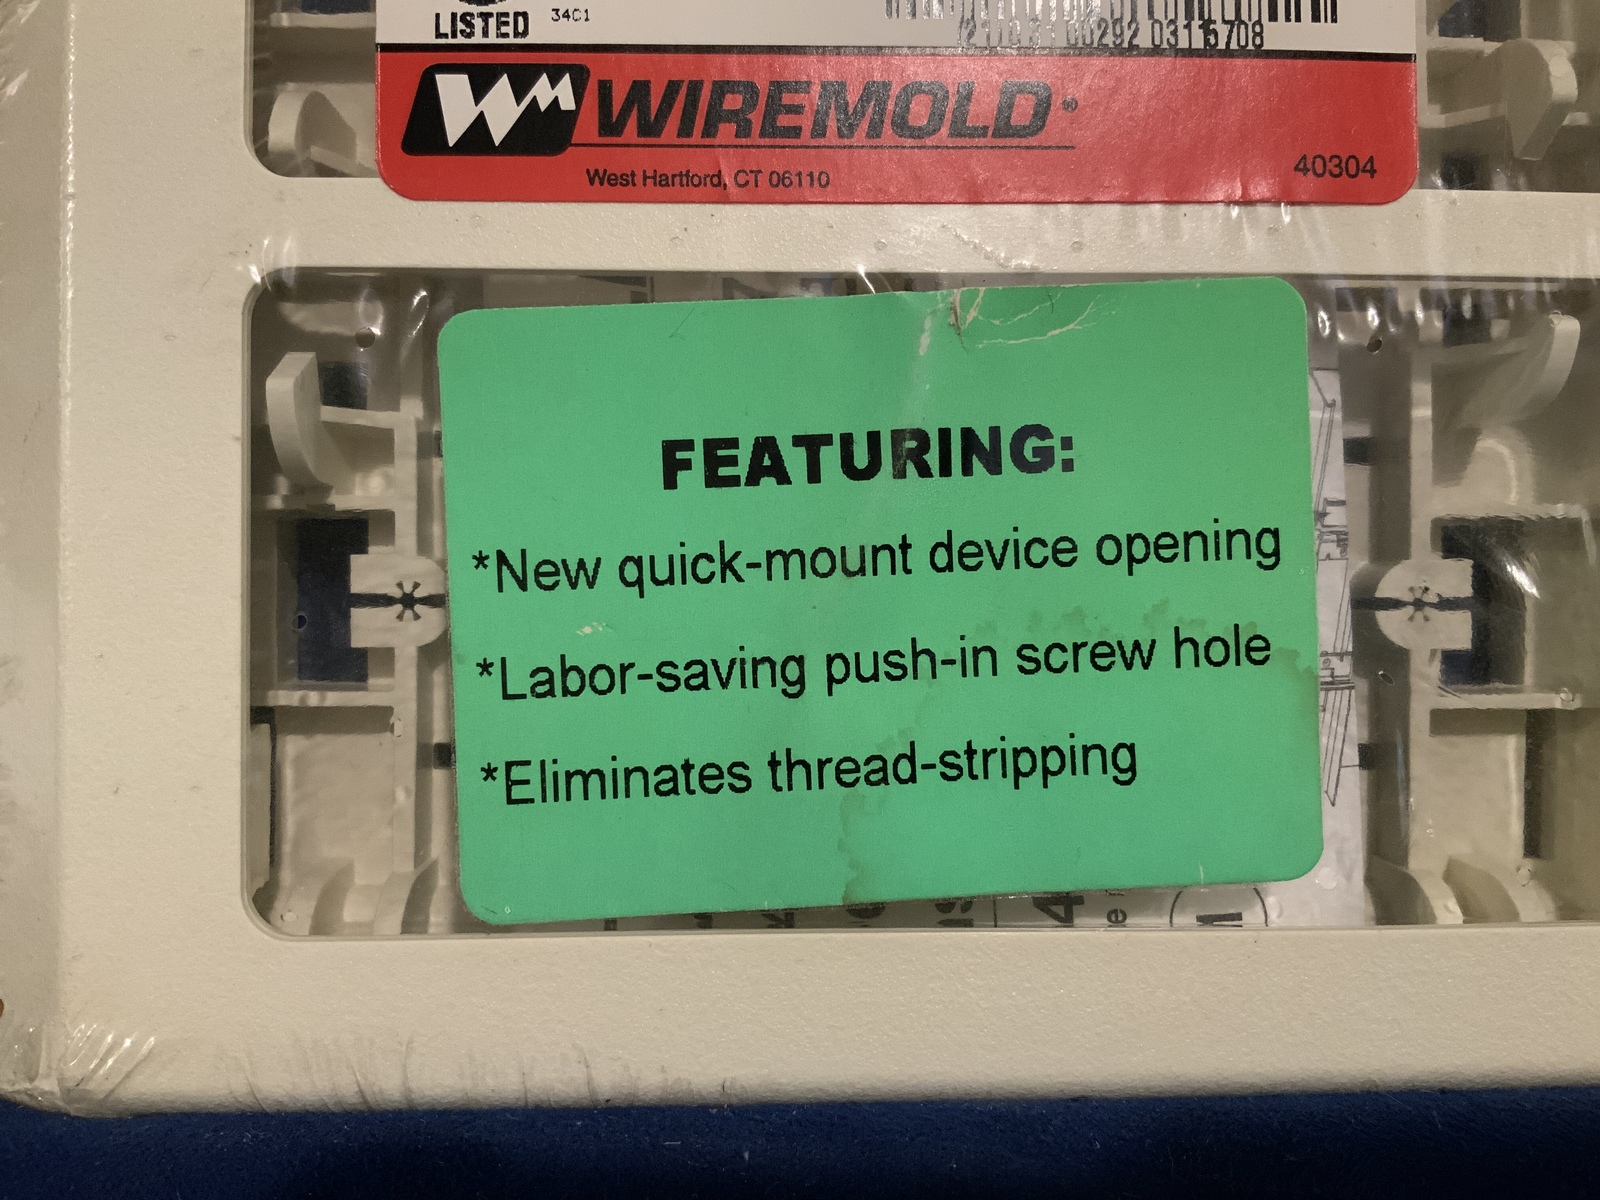 LISTED 34C1
WIREMOLD®
West Hartford, CT 06110
40304
FEATURING:
*New quick-mount device opening
*Labor-saving push-in screw hole
*Eliminates thread-stripping